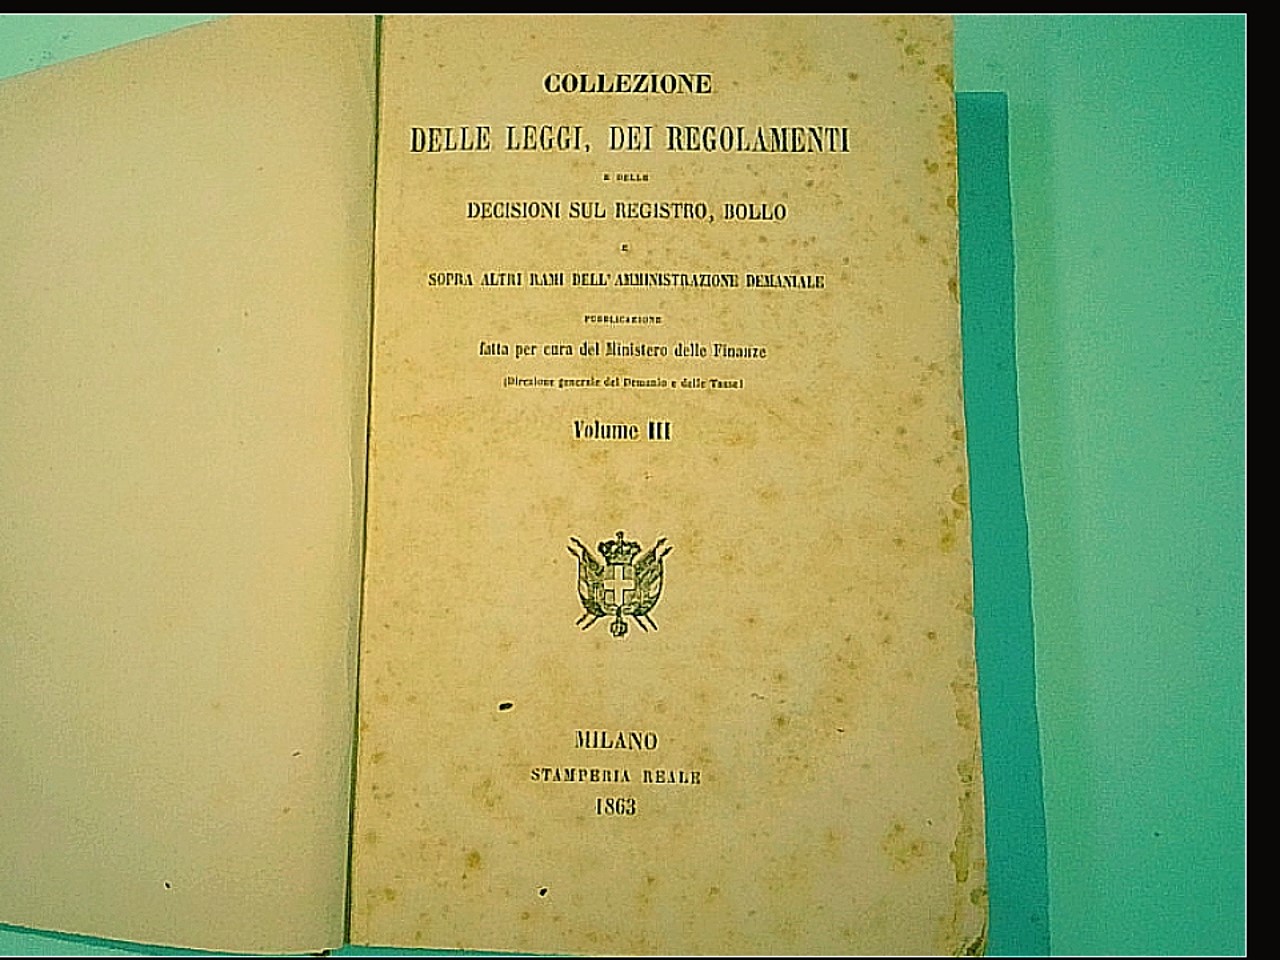 COLLEZIONE
DELLE LEGGI, DEI REGOLAMENTI
E DELLE
DECISIONI SUL REGISTRO, BOLLO
E
SOPRA ALTRI RAMI DELL'AMMINISTRAZIONE DEMANIALE
PUBBLICAZIONE
fatta per cura del Ministero delle Finanze
(Direzione generale del Demanio e delle Tasse)
Volume III
MILANO
STAMPERIA REALE
1863